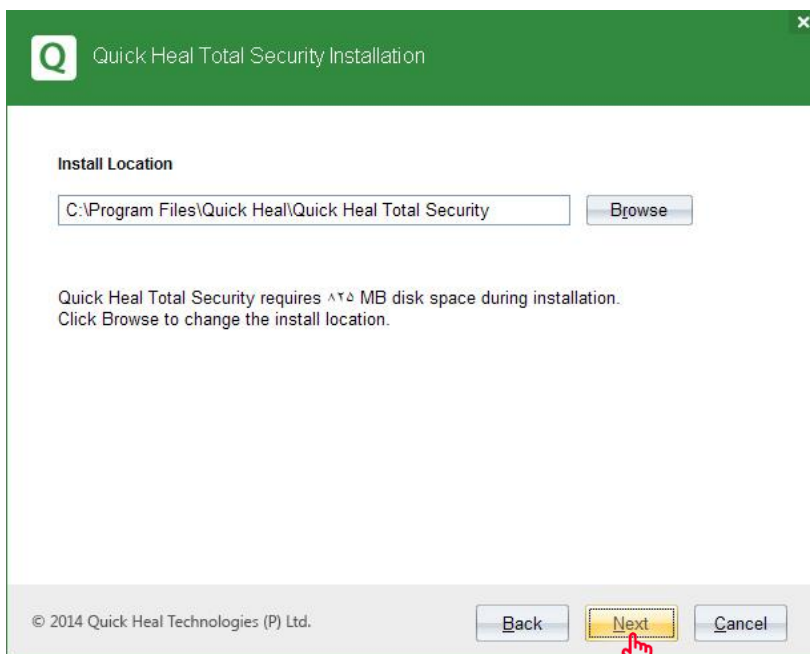 Q
Quick Heal Total Security Installation
Install Location
C:\Program Files\Quick Heal\Quick Heal Total Security
Browse
Quick Heal Total Security requires ۸۲۵ MB disk space during installation.
Click Browse to change the install location.
© 2014 Quick Heal Technologies (P) Ltd.
Back
Next
Cancel